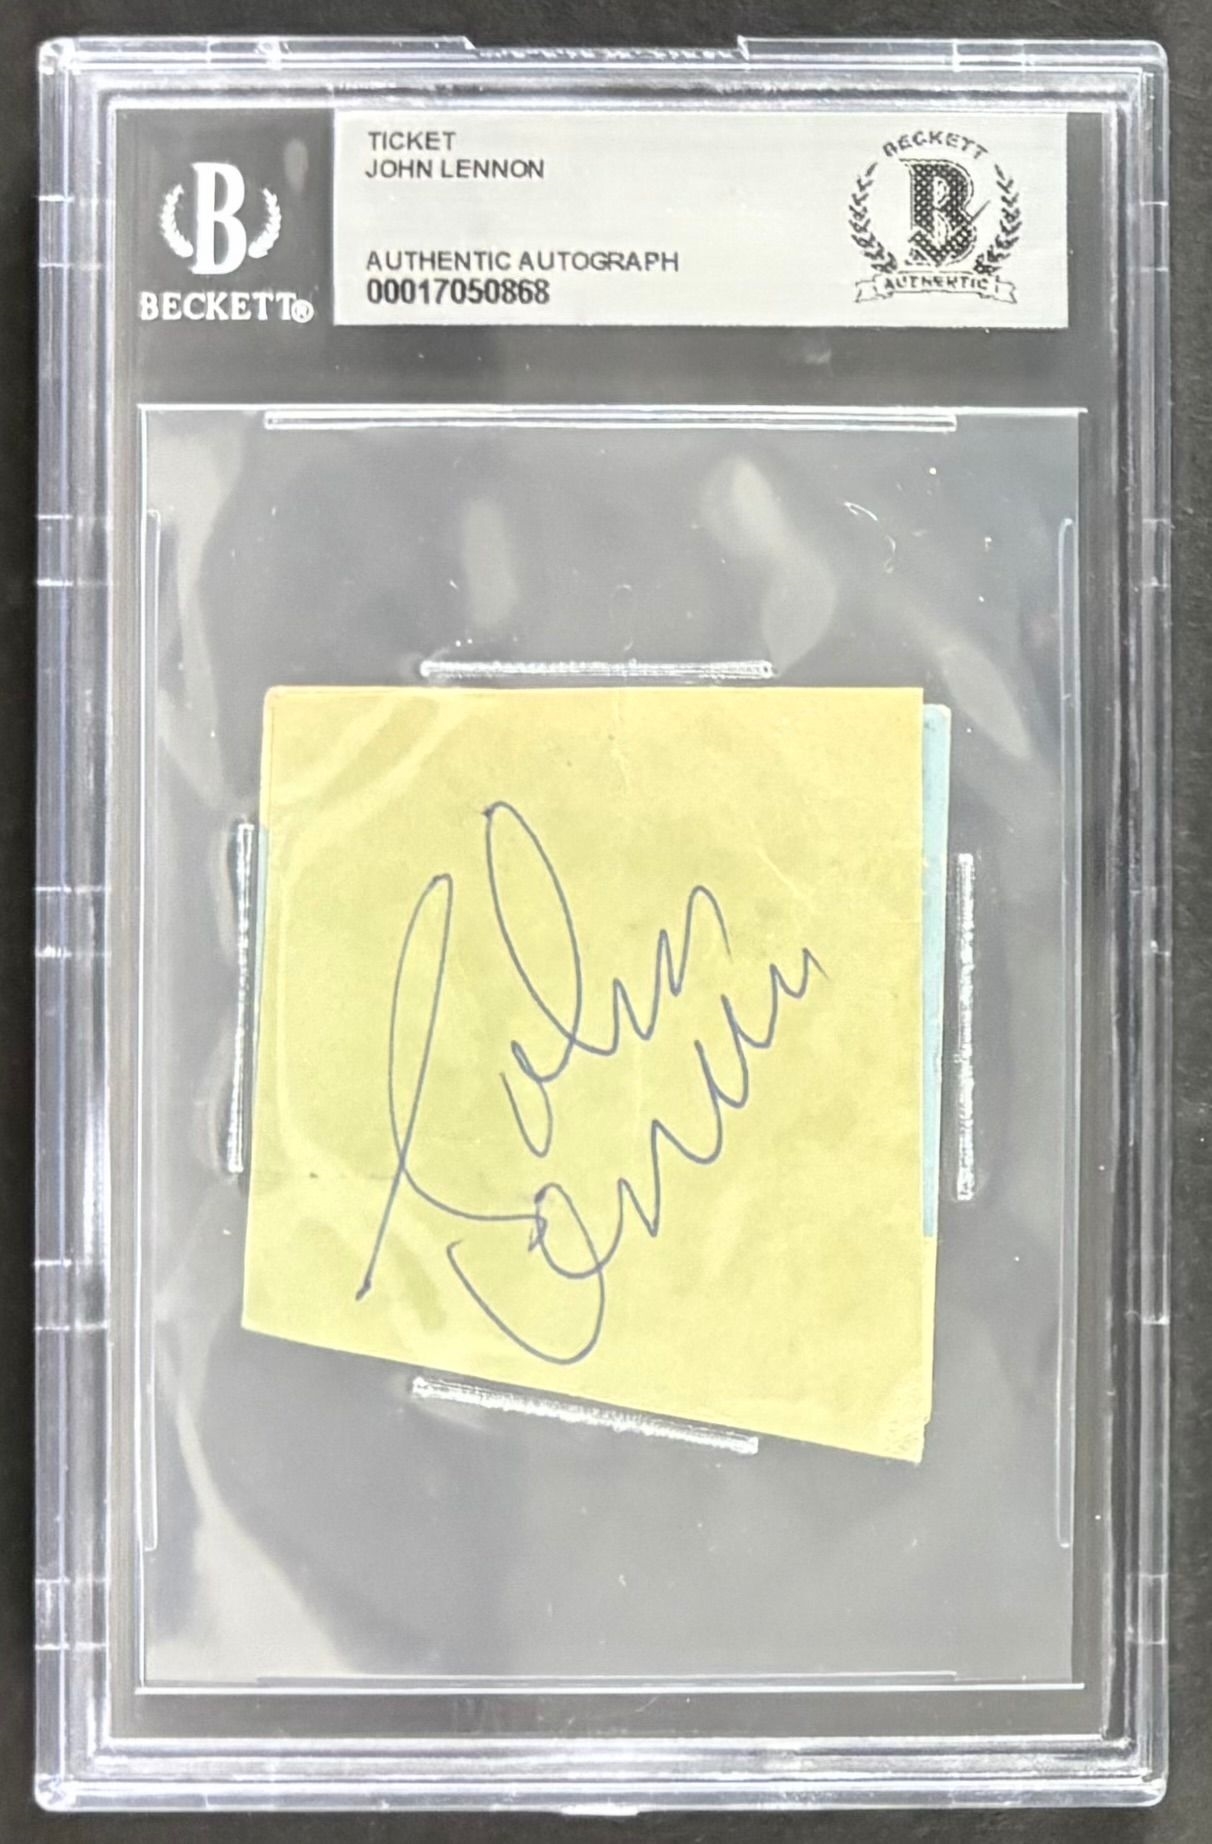 TICKET
JOHN LENNON
AUTHENTIC AUTOGRAPH
00017050868
B
BECKETT®
BECKETT
B
AUTHENTIC
John
Lennon